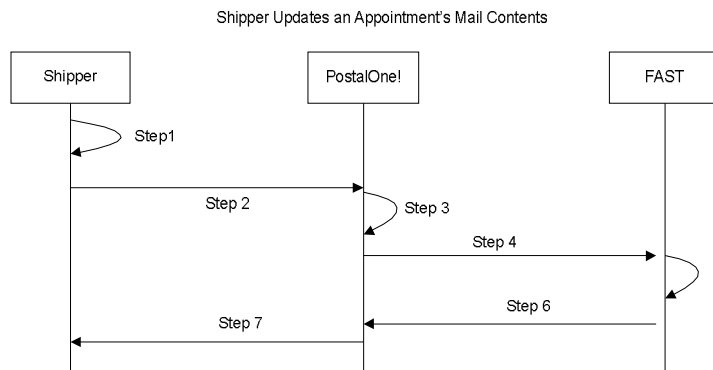 Shipper Updates an Appointment's Mail Contents
Shipper
PostalOne!
FAST
Step1
Step 2
Step 3
Step 4
Step 6
Step 7